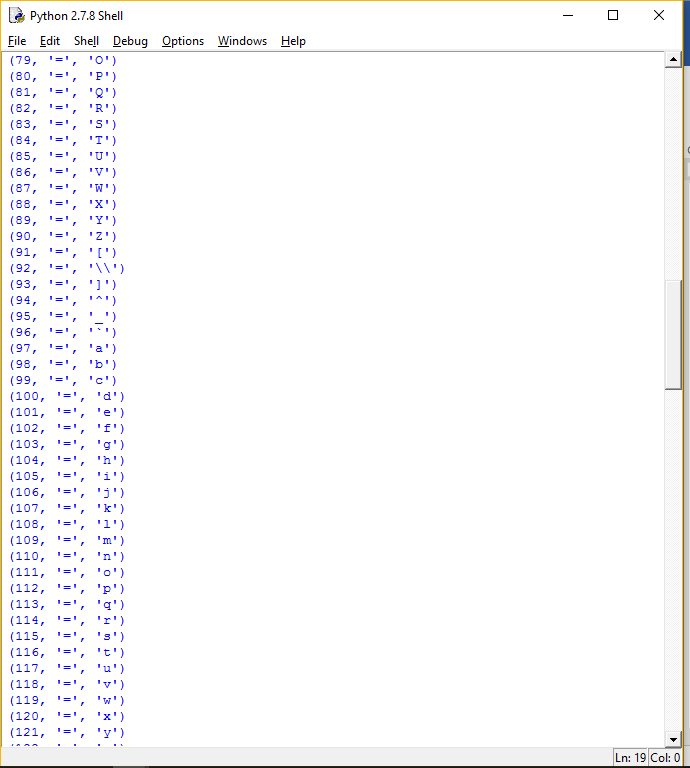 Python 2.7.8 Shell
File Edit Shell Debug Options Windows Help
(79, '=', 'O')
(80, '=', 'P')
(81, '=', 'Q')
(82, '=', 'R')
(83, '=', 'S')
(84, '=', 'T')
(85, '=', 'U')
(86, '=', 'V')
(87, '=', 'W')
(88, '=', 'X')
(89, '=', 'Y')
(90, '=', 'Z')
(91, '=', '[')
(92, '=', '\\')
(93, '=', ']')
(94, '=', '^')
(95, '=', '_')
(96, '=', '`')
(97, '=', 'a')
(98, '=', 'b')
(99, '=', 'c')
(100, '=', 'd')
(101, '=', 'e')
(102, '=', 'f')
(103, '=', 'g')
(104, '=', 'h')
(105, '=', 'i')
(106, '=', 'j')
(107, '=', 'k')
(108, '=', 'l')
(109, '=', 'm')
(110, '=', 'n')
(111, '=', 'o')
(112, '=', 'p')
(113, '=', 'q')
(114, '=', 'r')
(115, '=', 's')
(116, '=', 't')
(117, '=', 'u')
(118, '=', 'v')
(119, '=', 'w')
(120, '=', 'x')
(121, '=', 'y')
Ln: 19 Col: 0